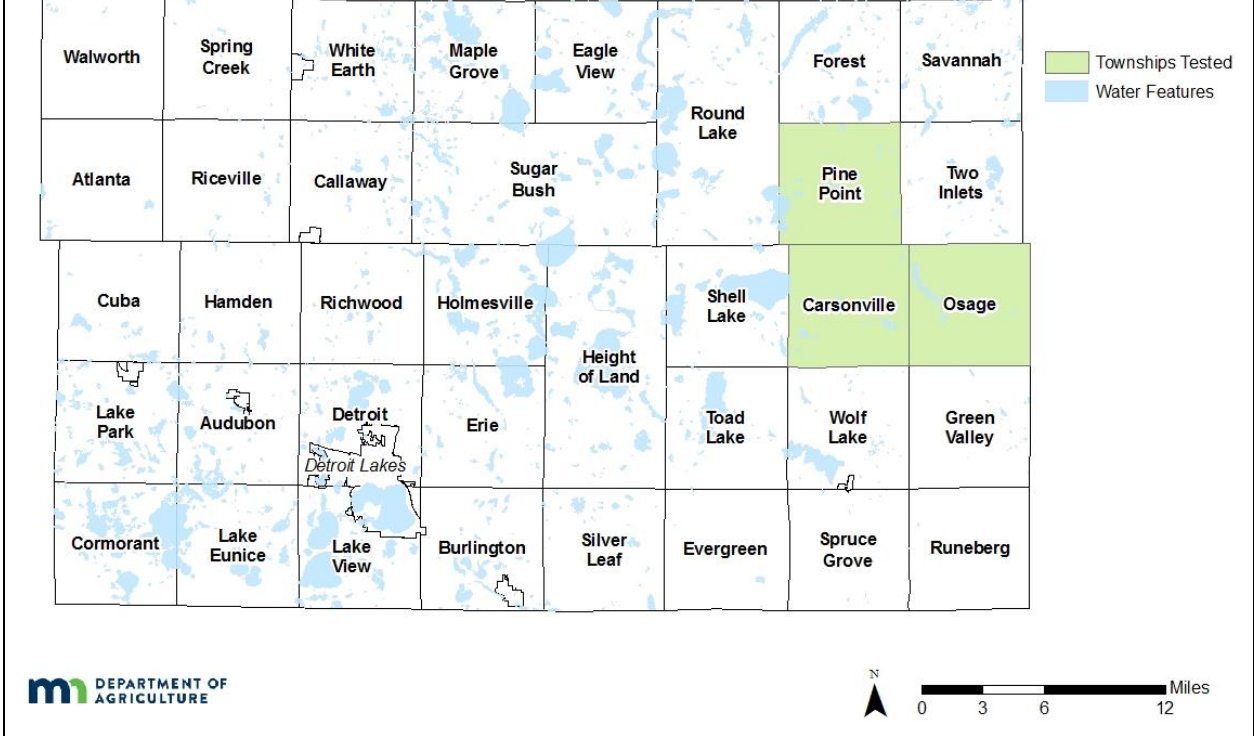 Walworth
Spring
Creek
White
Earth
Maple
Grove
Eagle
View
Round
Lake
Forest
Savannah
Townships Tested
Water Features
Atlanta
Riceville
Callaway
Sugar
Bush
Pine
Point
Two
Inlets
Cuba
Hamden
Richwood
Holmesville
Height
of Land
Shell
Lake
Carsonville
Osage
Lake
Park
Audubon
Detroit
Detroit Lakes
Erie
Toad
Lake
Wolf
Lake
Green
Valley
Cormorant
Lake
Eunice
Lake
View
Burlington
Silver
Leaf
Evergreen
Spruce
Grove
Runeberg
mn DEPARTMENT OF
AGRICULTURE
N
Miles
0 3 6 12